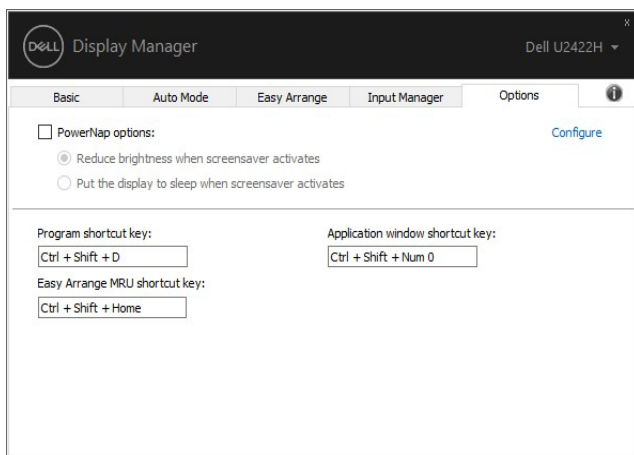 x
DELL Display Manager
Dell U2422H
Basic Auto Mode Easy Arrange Input Manager Options i
PowerNap options: Configure
Reduce brightness when screensaver activates
Put the display to sleep when screensaver activates
Program shortcut key: Application window shortcut key:
Ctrl + Shift + D Ctrl + Shift + Num 0
Easy Arrange MRU shortcut key:
Ctrl + Shift + Home